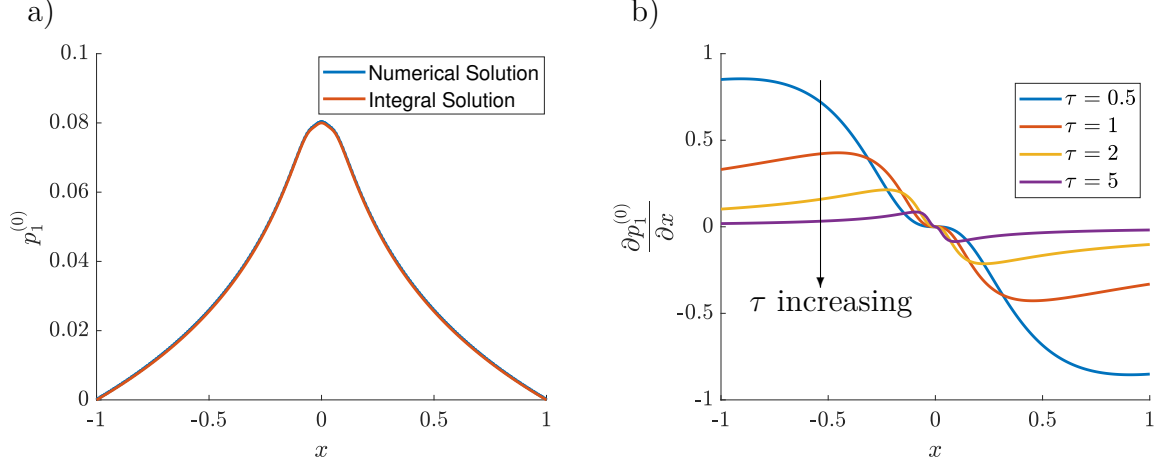 a)
0.1
0.08
0.06
0.04
0.02
0
-1
-0.5
0
0.5
1
p₁⁽⁰⁾
x
Numerical Solution
Integral Solution
b)
1
0.5
0
-0.5
-1
-1
-0.5
0
0.5
1
∂p₁⁽⁰⁾
∂x
x
τ = 0.5
τ = 1
τ = 2
τ = 5
τ increasing